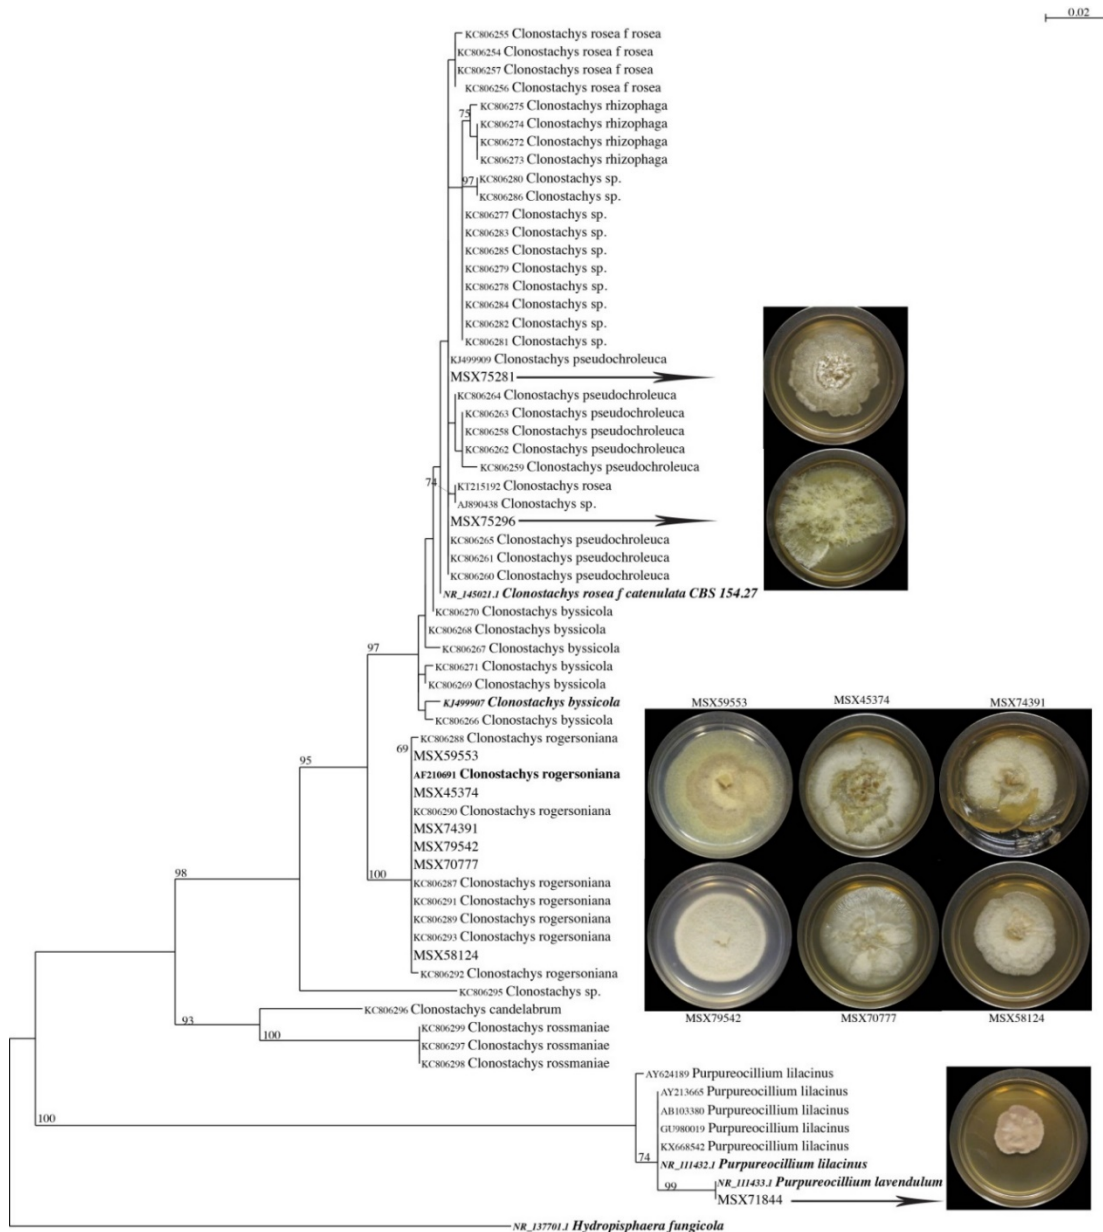 0.02
KC806255 Clonostachys rosea f rosea
KC806254 Clonostachys rosea f rosea
KC806257 Clonostachys rosea f rosea
KC806256 Clonostachys rosea f rosea
KC806275 Clonostachys rhizophaga
75
KC806274 Clonostachys rhizophaga
KC806272 Clonostachys rhizophaga
KC806273 Clonostachys rhizophaga
97
KC806280 Clonostachys sp.
KC806286 Clonostachys sp.
KC806277 Clonostachys sp.
KC806283 Clonostachys sp.
KC806285 Clonostachys sp.
KC806279 Clonostachys sp.
KC806278 Clonostachys sp.
KC806284 Clonostachys sp.
KC806282 Clonostachys sp.
KC806281 Clonostachys sp.
KJ499909 Clonostachys pseudochroleuca
MSX75281
KC806264 Clonostachys pseudochroleuca
KC806263 Clonostachys pseudochroleuca
KC806258 Clonostachys pseudochroleuca
KC806262 Clonostachys pseudochroleuca
KC806259 Clonostachys pseudochroleuca
74
KT215192 Clonostachys rosea
AJ890438 Clonostachys sp.
MSX75296
KC806265 Clonostachys pseudochroleuca
KC806261 Clonostachys pseudochroleuca
KC806260 Clonostachys pseudochroleuca
NR_145021.1 Clonostachys rosea f catenulata CBS 154.27
KC806270 Clonostachys byssicola
KC806268 Clonostachys byssicola
KC806267 Clonostachys byssicola
97
KC806271 Clonostachys byssicola
KC806269 Clonostachys byssicola
KJ499907 Clonostachys byssicola
KC806266 Clonostachys byssicola
KC806288 Clonostachys rogersoniana
69
MSX59553
95
AF210691 Clonostachys rogersoniana
MSX45374
KC806290 Clonostachys rogersoniana
MSX74391
MSX79542
MSX70777
98
100
KC806287 Clonostachys rogersoniana
KC806291 Clonostachys rogersoniana
KC806289 Clonostachys rogersoniana
KC806293 Clonostachys rogersoniana
MSX58124
KC806292 Clonostachys rogersoniana
KC806295 Clonostachys sp.
KC806296 Clonostachys candelabrum
93
KC806299 Clonostachys rossmaniae
100
KC806297 Clonostachys rossmaniae
KC806298 Clonostachys rossmaniae
MSX59553 MSX45374 MSX74391
MSX79542 MSX70777 MSX58124
AY624189 Purpureocillium lilacinus
AY213665 Purpureocillium lilacinus
AB103380 Purpureocillium lilacinus
100
GU980019 Purpureocillium lilacinus
KX668542 Purpureocillium lilacinus
74
NR_111432.1 Purpureocillium lilacinus
NR_111433.1 Purpureocillium lavendulum
99
MSX71844
NR_137701.1 Hydropisphaera fungicola